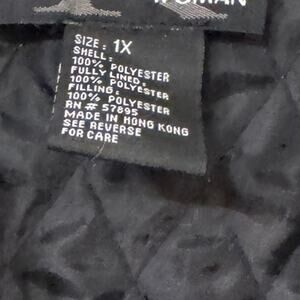 WOMAN
SIZE: 1X
SHELL:
100% POLYESTER
FULLY LINED:
100% POLYESTER
FILLING:
100% POLYESTER
RN # 57895
MADE IN HONG KONG
SEE REVERSE
FOR CARE